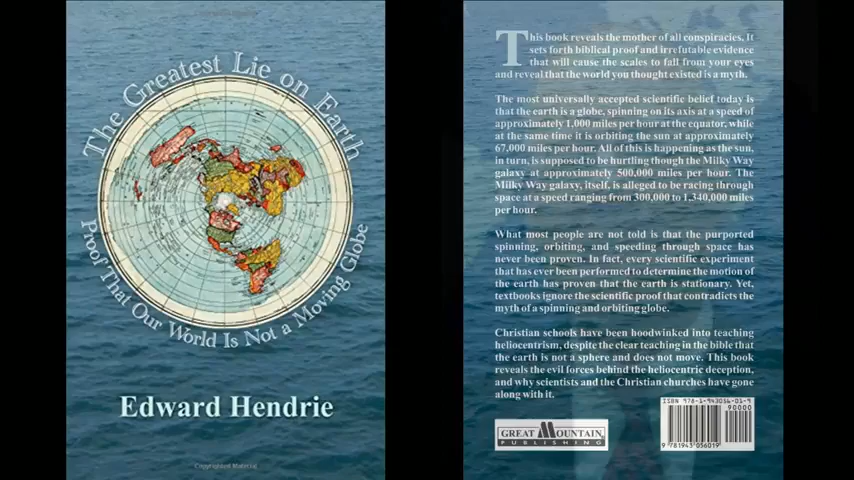 The Greatest Lie on Earth
Proof That Our World Is Not a Moving Globe
Edward Hendrie
Copyrighted Material
This book reveals the mother of all conspiracies. It
sets forth biblical proof and irrefutable evidence
that will cause the scales to fall from your eyes
and reveal that the world you thought existed is a myth.
The most universally accepted scientific belief today is
that the earth is a globe, spinning on its axis at a speed of
approximately 1,000 miles per hour at the equator, while
at the same time it is orbiting the sun at approximately
67,000 miles per hour. All of this is happening as the sun,
in turn, is supposed to be hurtling though the Milky Way
galaxy at approximately 500,000 miles per hour. The
Milky Way galaxy, itself, is alleged to be racing through
space at a speed ranging from 300,000 to 1,340,000 miles
per hour.
What most people are not told is that the purported
spinning, orbiting, and speeding through space has
never been proven. In fact, every scientific experiment
that has ever been performed to determine the motion of
the earth has proven that the earth is stationary. Yet,
textbooks ignore the scientific proof that contradicts the
myth of a spinning and orbiting globe.
Christian schools have been hoodwinked into teaching
heliocentrism, despite the clear teaching in the bible that
the earth is not a sphere and does not move. This book
reveals the evil forces behind the heliocentric deception,
and why scientists and the Christian churches have gone
along with it.
GREAT MOUNTAIN
PUBLISHING
ISBN 978-1-943056-01-9
90000
9 781943 056019